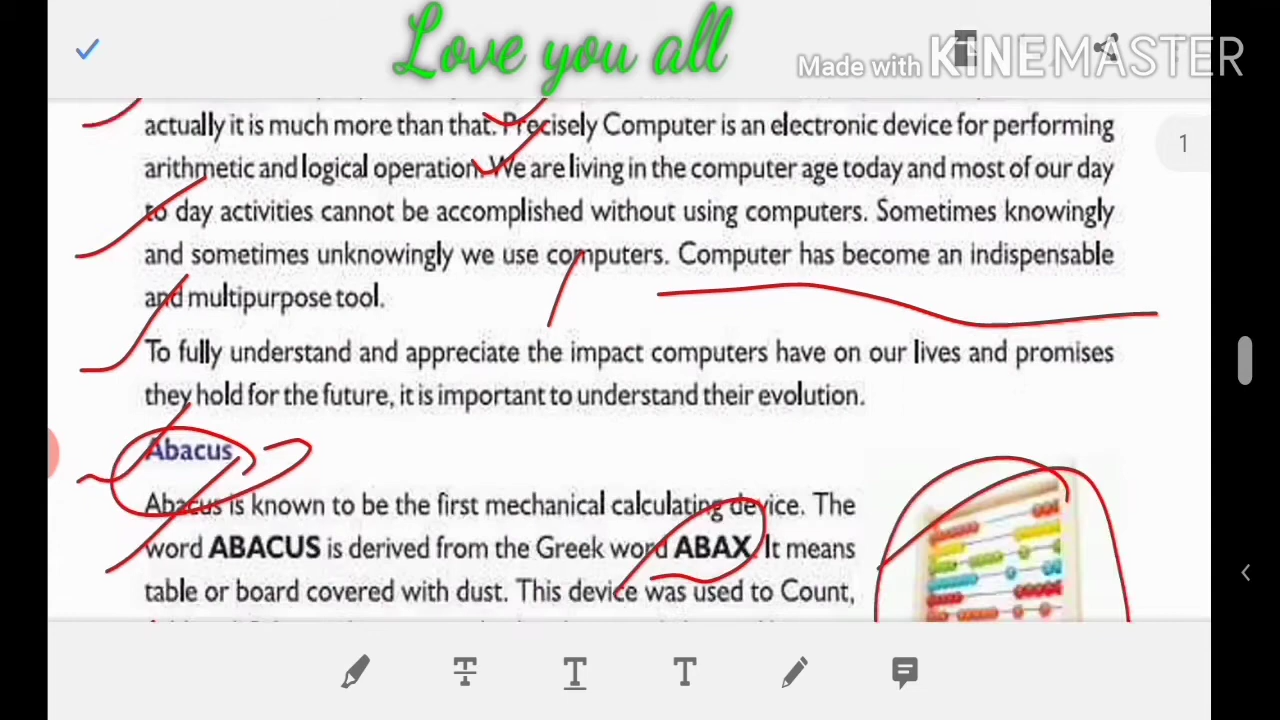 Love you all
Made with KINEMASTER
actually it is much more than that. Precisely Computer is an electronic device for performing
1
arithmetic and logical operation. We are living in the computer age today and most of our day
to day activities cannot be accomplished without using computers. Sometimes knowingly
and sometimes unknowingly we use computers. Computer has become an indispensable
and multipurpose tool.
To fully understand and appreciate the impact computers have on our lives and promises
they hold for the future, it is important to understand their evolution.
Abacus
Abacus is known to be the first mechanical calculating device. The
word ABACUS is derived from the Greek word ABAX. It means
table or board covered with dust. This device was used to Count,